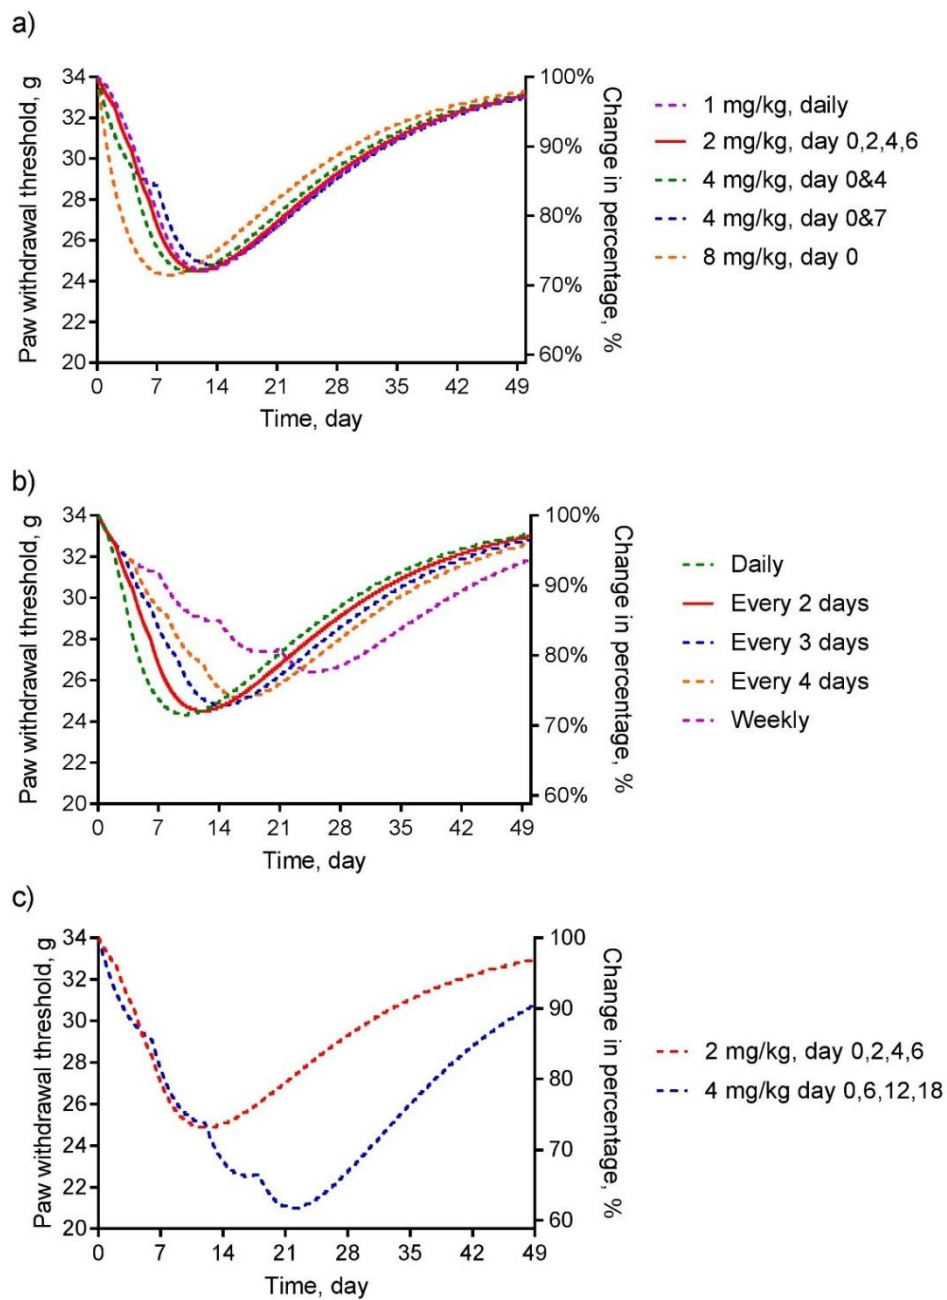 a)
Paw withdrawal threshold, g
34
32
30
28
26
24
22
20
100%
90%
80%
70%
60%
Change in percentage, %
0 7 14 21 28 35 42 49
Time, day
1 mg/kg, daily
2 mg/kg, day 0,2,4,6
4 mg/kg, day 0&4
4 mg/kg, day 0&7
8 mg/kg, day 0
b)
Paw withdrawal threshold, g
34
32
30
28
26
24
22
20
100%
90%
80%
70%
60%
Change in percentage, %
0 7 14 21 28 35 42 49
Time, day
Daily
Every 2 days
Every 3 days
Every 4 days
Weekly
c)
Paw withdrawal threshold, g
34
32
30
28
26
24
22
20
100
90
80
70
60
Change in percentage, %
0 7 14 21 28 35 42 49
Time, day
2 mg/kg, day 0,2,4,6
4 mg/kg day 0,6,12,18